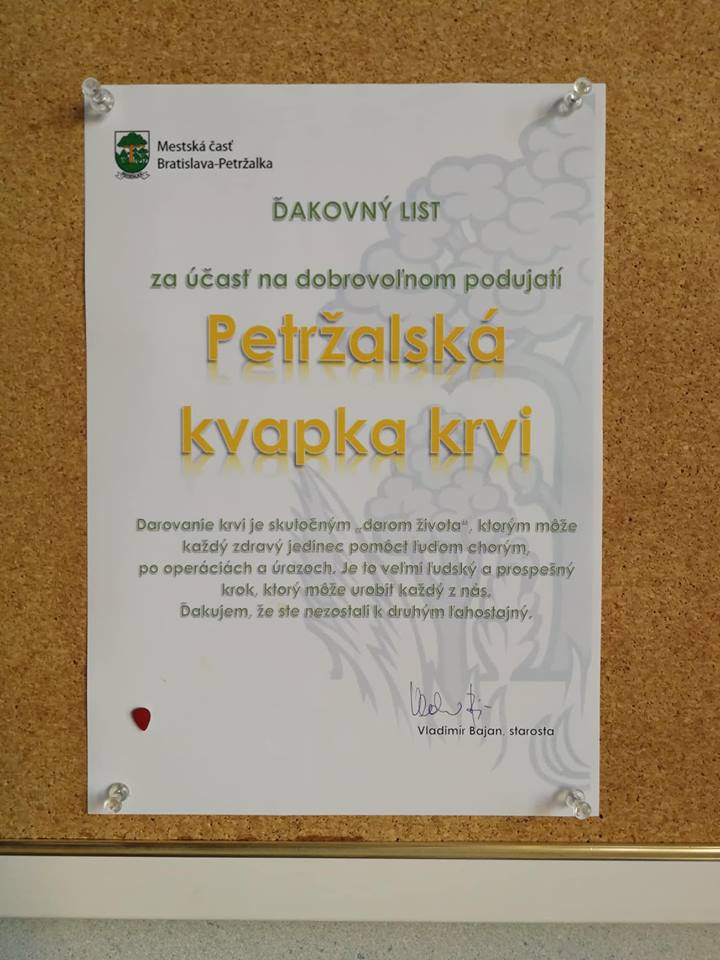 Mestská časť
Bratislava-Petržalka
ĎAKOVNÝ LIST
za účasť na dobrovoľnom podujatí
Petržalská
kvapka krvi
Darovanie krvi je skutočným „darom života“, ktorým môže
každý zdravý jedinec pomôcť ľuďom chorým,
po operáciách a úrazoch. Je to veľmi ľudský a prospešný
krok, ktorý môže urobiť každý z nás.
Ďakujem, že ste nezostali k druhým ľahostajný.
Vladimír Bajan, starosta